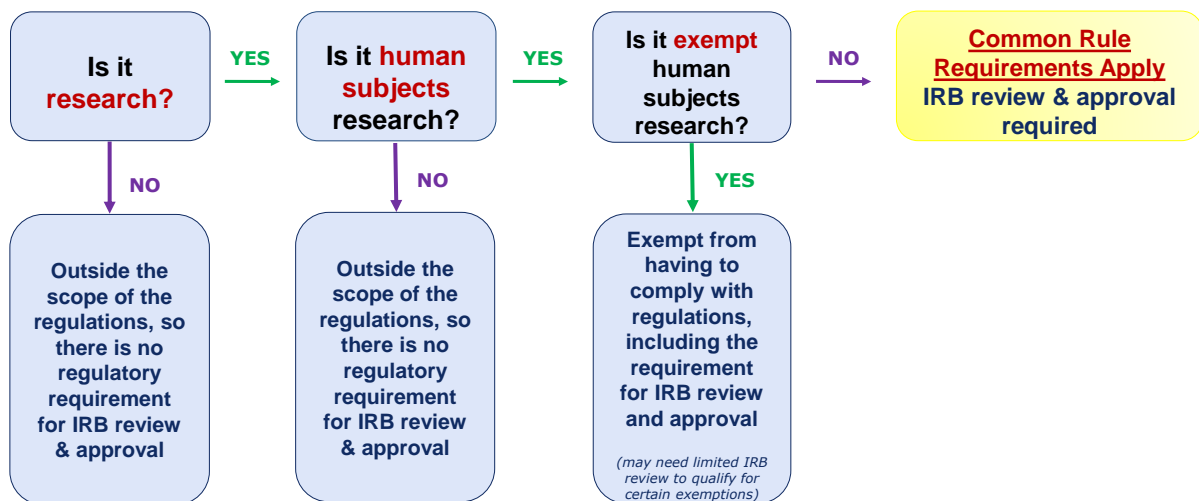 Is it
research?
YES
Is it human
subjects
research?
YES
Is it exempt
human
subjects
research?
NO
Common Rule
Requirements Apply
IRB review & approval
required
NO
NO
YES
Outside the
scope of the
regulations, so
there is no
regulatory
requirement
for IRB review
& approval
Outside the
scope of the
regulations, so
there is no
regulatory
requirement
for IRB review
& approval
Exempt from
having to
comply with
regulations,
including the
requirement
for IRB review
and approval
(may need limited IRB
review to qualify for
certain exemptions)